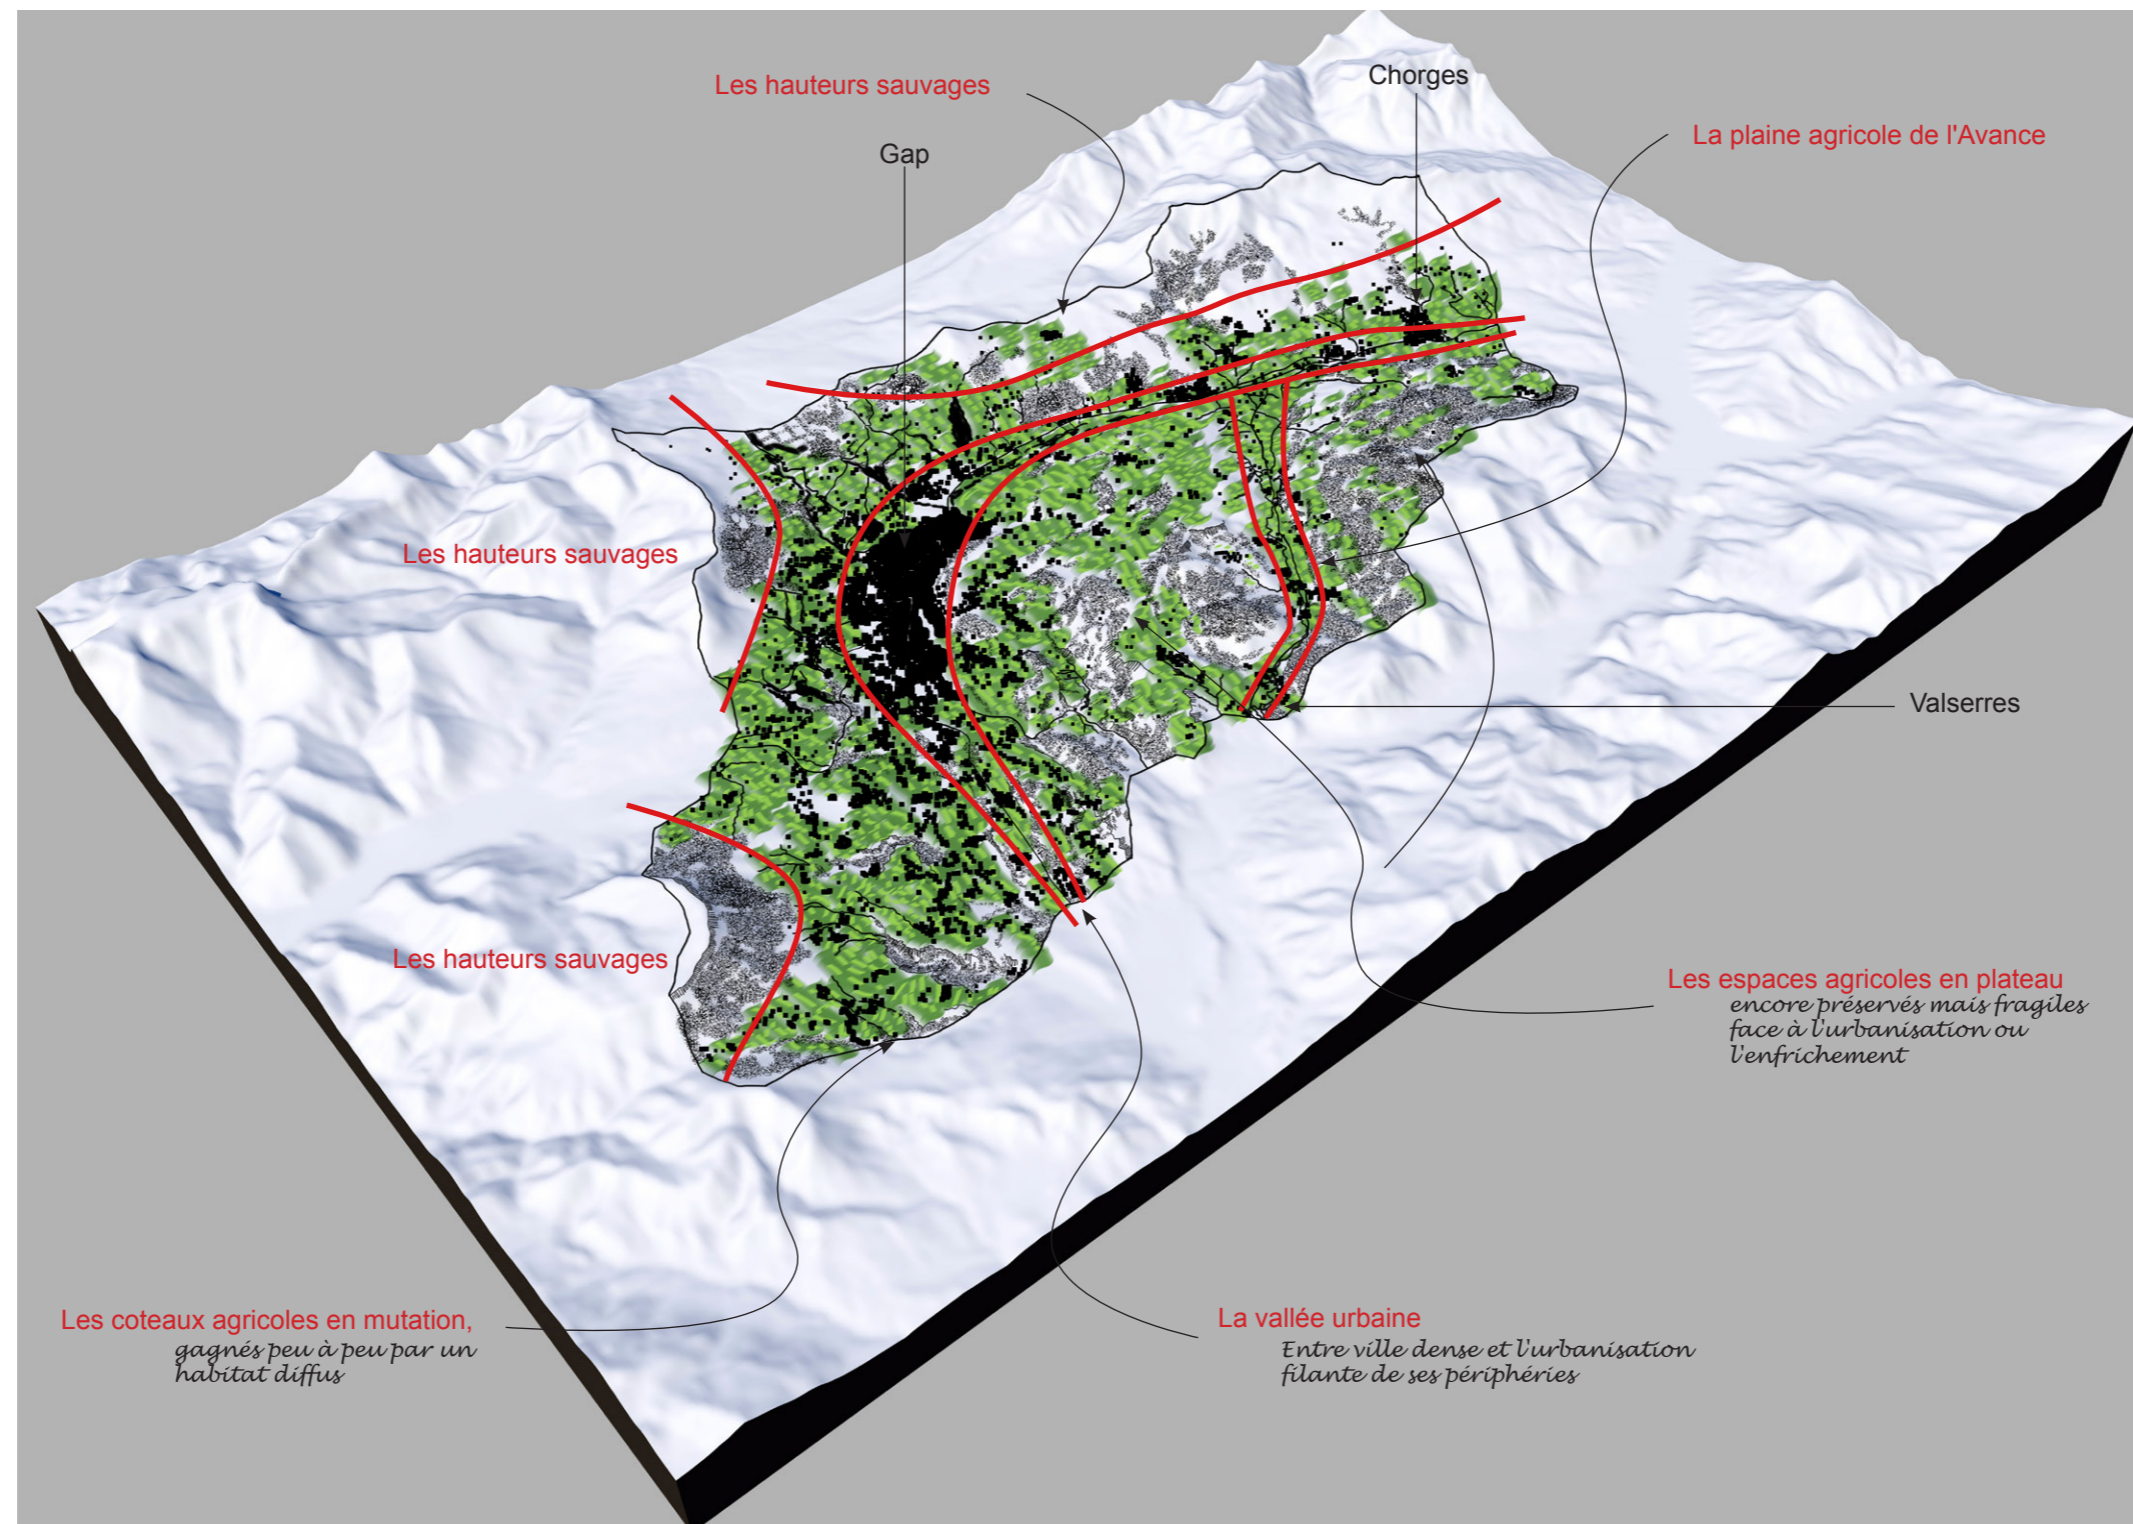 Les hauteurs sauvages
Chorges
La plaine agricole de l'Avance
Gap
Les hauteurs sauvages
Valserres
Les hauteurs sauvages
Les espaces agricoles en plateau
encore préservés mais fragiles
face à l'urbanisation ou
l'enfrichement
Les coteaux agricoles en mutation,
gagnés peu à peu par un
habitat diffus
La vallée urbaine
Entre ville dense et l'urbanisation
filante de ses périphéries